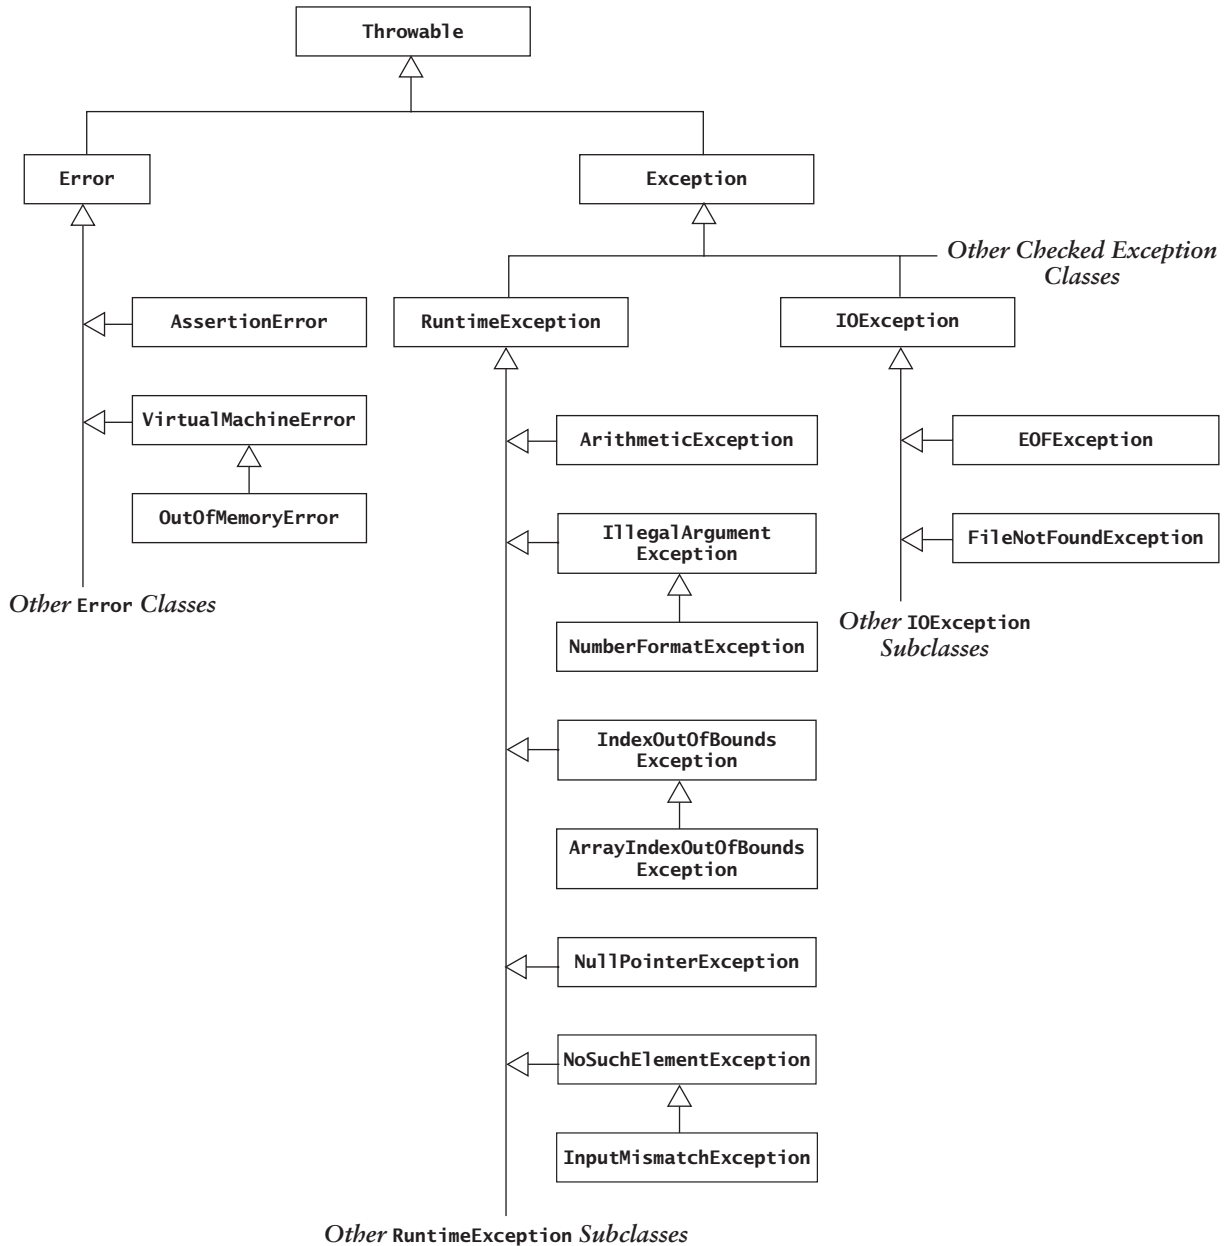 Throwable
Error
Exception
Other Checked Exception
Classes
AssertionError
RuntimeException
IOException
VirtualMachineError
ArithmeticException
EOFException
OutOfMemoryError
IllegalArgument
Exception
FileNotFoundException
Other Error Classes
Other IOException
Subclasses
NumberFormatException
IndexOutOfBounds
Exception
ArrayIndexOutOfBounds
Exception
NullPointerException
NoSuchElementException
InputMismatchException
Other RuntimeException Subclasses